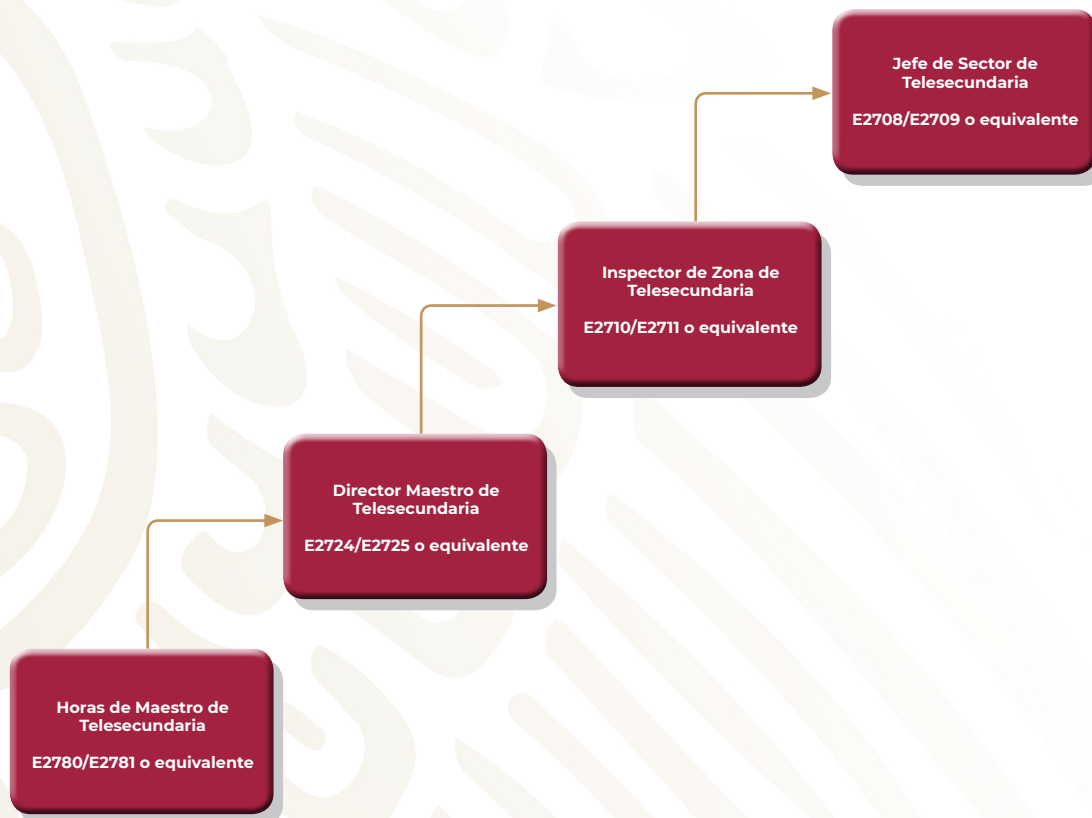 Jefe de Sector de
Telesecundaria
E2708/E2709 o equivalente
Inspector de Zona de
Telesecundaria
E2710/E2711 o equivalente
Director Maestro de
Telesecundaria
E2724/E2725 o equivalente
Horas de Maestro de
Telesecundaria
E2780/E2781 o equivalente